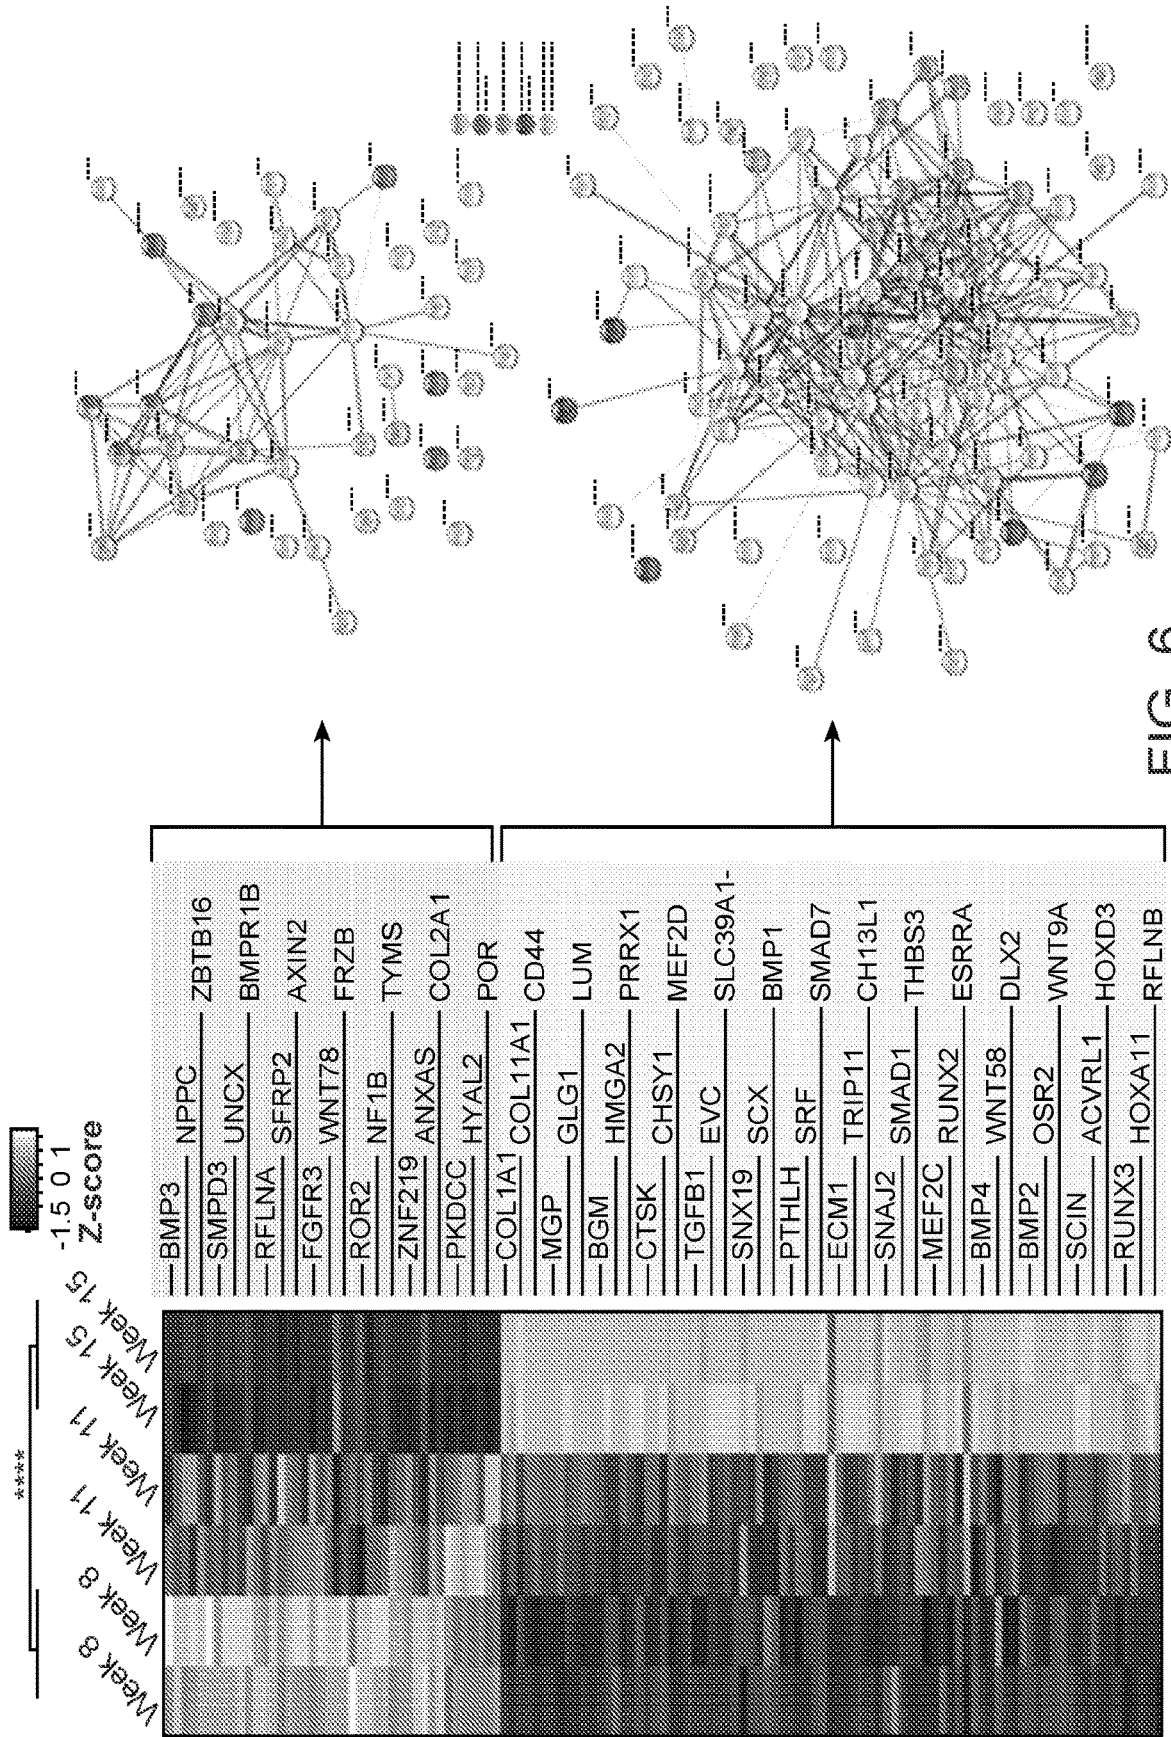 ****
Week 8
Week 8
Week 11
Week 11
Week 15
Week 15
-1.5 0 1
Z-score
BMP3
NPPC
ZBTB16
SMPD3
UNCX
BMPR1B
RFLNA
SFRP2
AXIN2
FGFR3
WNT78
FRZB
ROR2
NF1B
TYMS
ZNF219
ANXAS
COL2A1
PKDCC
HYAL2
POR
COL1A1
COL11A1
CD44
MGP
GLG1
LUM
BGM
HMGA2
PRRX1
CTSK
CHSY1
MEF2D
TGFB1
EVC
SLC39A1-
SNX19
SCX
BMP1
PTHLH
SRF
SMAD7
ECM1
TRIP11
CH13L1
SNAJ2
SMAD1
THBS3
MEF2C
RUNX2
ESRRA
BMP4
WNT58
DLX2
BMP2
OSR2
WNT9A
SCIN
ACVRL1
HOXD3
RUNX3
HOXA11
RFLNB
FIG. 6